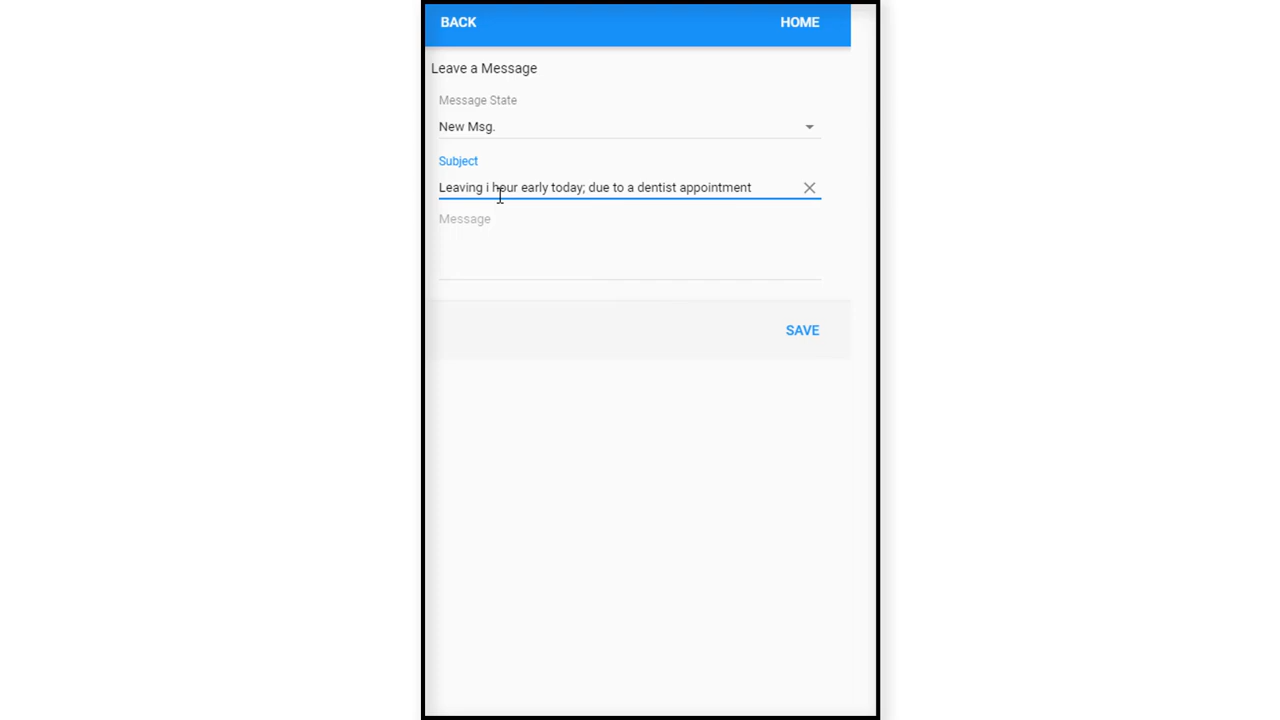 BACK HOME
Leave a Message
Message State
New Msg.
Subject
Leaving i hour early today; due to a dentist appointment
Message
SAVE